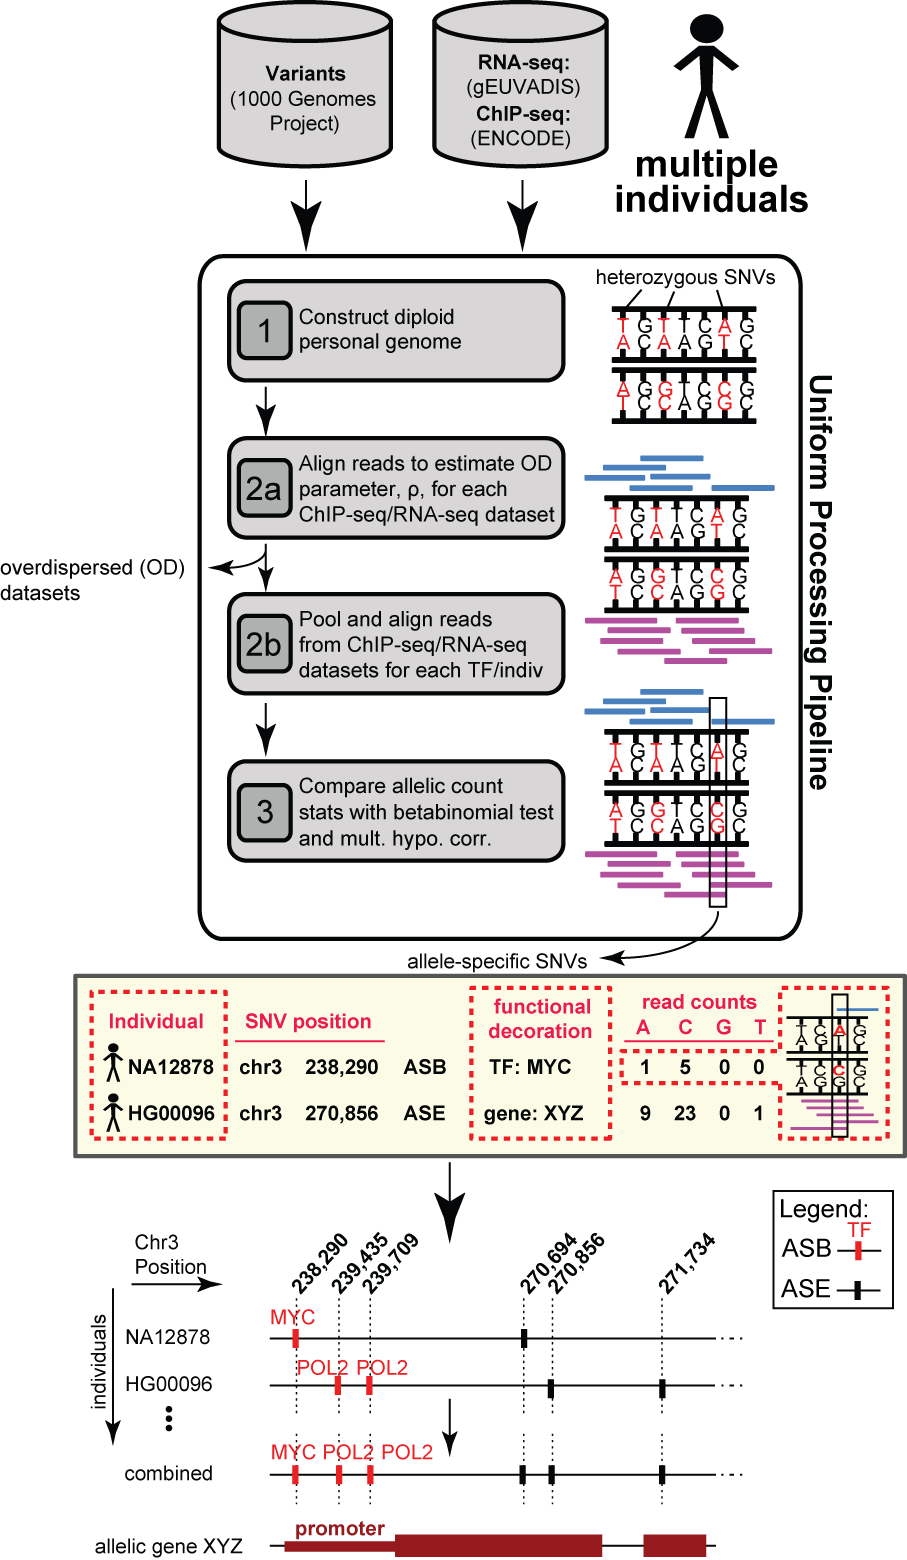 Variants
(1000 Genomes
Project)
RNA-seq:
(gEUVADIS)
ChIP-seq:
(ENCODE)
multiple
individuals
Uniform Processing Pipeline
heterozygous SNVs
1
Construct diploid
personal genome
T G T T C A G
A C A A G T C
A G G T C C G
T C C A G G C
2a
Align reads to estimate OD
parameter, ρ, for each
ChIP-seq/RNA-seq dataset
T G T T C A G
A C A A G T C
A G G T C C G
T C C A G G C
overdispersed (OD)
datasets
2b
Pool and align reads
from ChIP-seq/RNA-seq
datasets for each TF/indiv
3
Compare allelic count
stats with betabinomial test
and mult. hypo. corr.
T G T T C A G
A C A A G T C
A G G T C C G
T C C A G G C
allele-specific SNVs
Individual SNV position functional decoration read counts
A C G T
NA12878 chr3 238,290 ASB TF: MYC 1 5 0 0
HG00096 chr3 270,856 ASE gene: XYZ 9 23 0 1
T C A G
A G T C
T C C G
A G G C
Legend:
TF
ASB
ASE
Chr3
Position
238,290 239,435 239,709 270,694 270,856 271,734
individuals
MYC
NA12878
POL2 POL2
HG00096
MYC POL2 POL2
combined
promoter
allelic gene XYZ